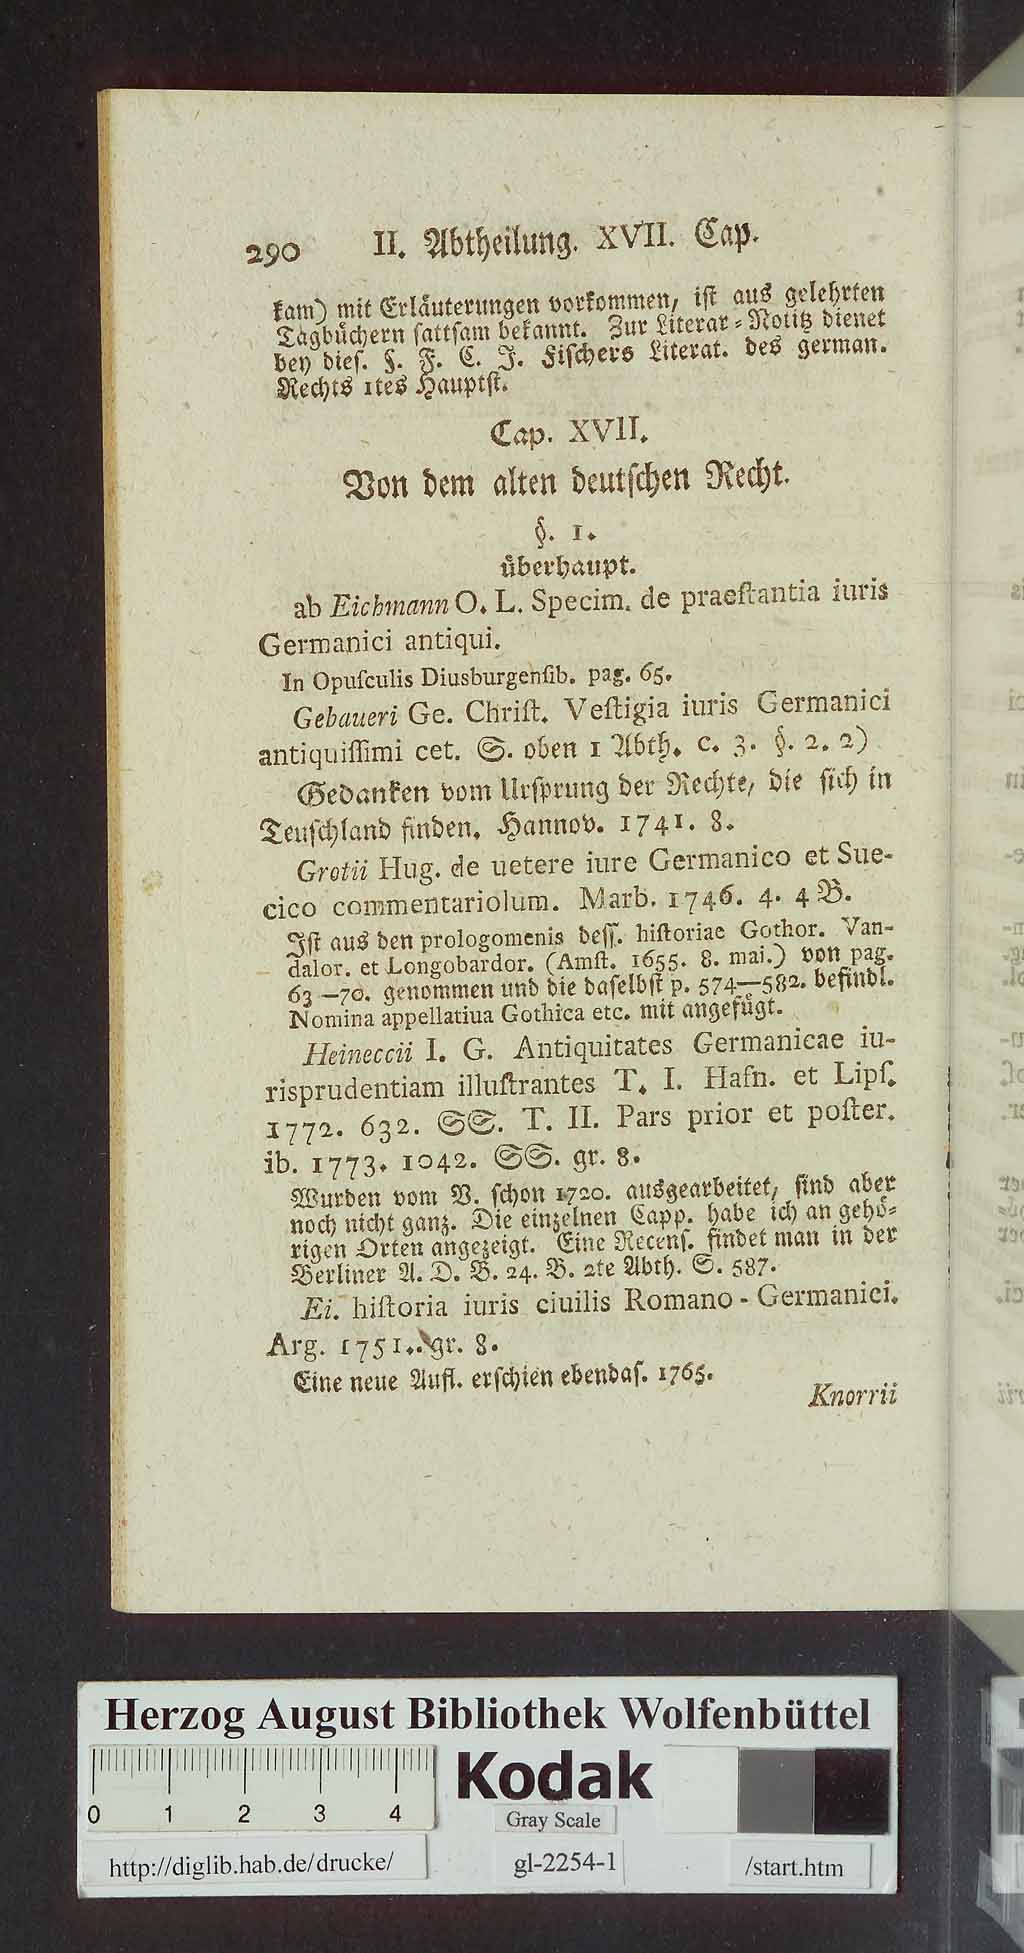 290 II. Abtheilung. XVII. Cap.
kam) mit Erläuterungen vorkommen, ist aus gelehrten
Tagbüchern sattsam bekannt. Zur Literar-Notitz dienet
bey dies. §. F. C. J. Fischers Literat. des german.
Rechts 1tes Hauptst.
Cap. XVII.
Von dem alten deutschen Recht.
§. 1.
überhaupt.
ab Eichmann O. L. Specim. de praeſtantia iuris
Germanici antiqui.
In Opuſculis Diusburgenſib. pag. 65.
Gebaueri Ge. Chriſt. Veſtigia iuris Germanici
antiquiſſimi cet. S. oben 1 Abth. c. 3. §. 2. 2)
Gedanken vom Ursprung der Rechte, die sich in
Teuschland finden. Hannov. 1741. 8.
Grotii Hug. de uetere iure Germanico et Sue-
cico commentariolum. Marb. 1746. 4. 4 B.
Ist aus den prologomenis dess. hiſtoriae Gothor. Van-
dalor. et Longobardor. (Amſt. 1655. 8. mai.) von pag.
63—70. genommen und die daselbst p. 574—582. befindl.
Nomina appellatiua Gothica etc. mit angefügt.
Heineccii I. G. Antiquitates Germanicae iu-
risprudentiam illuſtrantes T. I. Hafn. et Lipſ.
1772. 632. SS. T. II. Pars prior et poſter.
ib. 1773. 1042. SS. gr. 8.
Wurden vom V. schon 1720. ausgearbeitet, sind aber
noch nicht ganz. Die einzelnen Capp. habe ich an gehö-
rigen Orten angezeigt. Eine Recens. findet man in der
Berliner A. D. B. 24. B. 2te Abth. S. 587.
Ei. hiſtoria iuris ciuilis Romano-Germanici.
Arg. 1751. gr. 8.
Eine neue Aufl. erschien ebendas. 1765.
Knorrii
Herzog August Bibliothek Wolfenbüttel
0 1 2 3 4
Kodak
Gray Scale
http://diglib.hab.de/drucke/ gl-2254-1 /start.htm